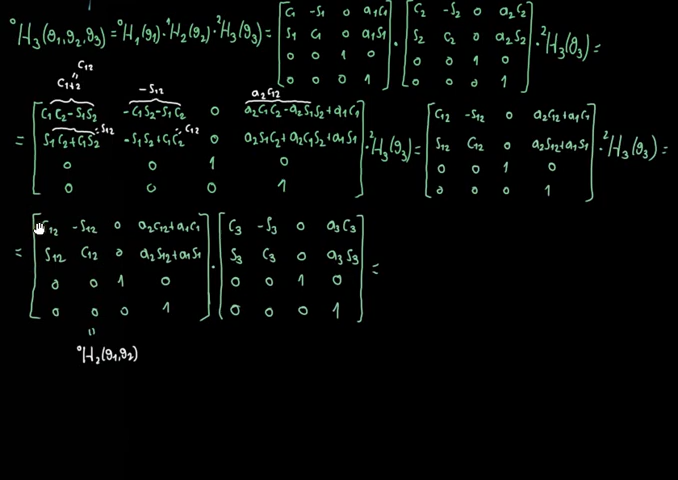 ⁰H₃(ϑ₁,ϑ₂,ϑ₃) = ⁰H₁(ϑ₁)·¹H₂(ϑ₂)·²H₃(ϑ₃) = [C₁ -S₁ 0 a₁C₁; S₁ C₁ 0 a₁S₁; 0 0 1 0; 0 0 0 1] · [C₂ -S₂ 0 a₂C₂; S₂ C₂ 0 a₂S₂; 0 0 1 0; 0 0 0 1] · ²H₃(ϑ₃) =
C₁₂
"
C₁₊₂ -S₁₂ a₂C₁₂
= [C₁C₂-S₁S₂ -C₁S₂-S₁C₂ 0 a₂C₁C₂-a₂S₁S₂+a₁C₁; S₁C₂+C₁S₂ -S₁S₂+C₁C₂ 0 a₂S₁C₂+a₂C₁S₂+a₁S₁; 0 0 1 0; 0 0 0 1] · ²H₃(ϑ₃) = [C₁₂ -S₁₂ 0 a₂C₁₂+a₁C₁; S₁₂ C₁₂ 0 a₂S₁₂+a₁S₁; 0 0 1 0; 0 0 0 1] · ²H₃(ϑ₃) =
S₁₂ C₁₂
= [C₁₂ -S₁₂ 0 a₂C₁₂+a₁C₁; S₁₂ C₁₂ 0 a₂S₁₂+a₁S₁; 0 0 1 0; 0 0 0 1] · [C₃ -S₃ 0 a₃C₃; S₃ C₃ 0 a₃S₃; 0 0 1 0; 0 0 0 1] =
"
⁰H₂(ϑ₁,ϑ₂)